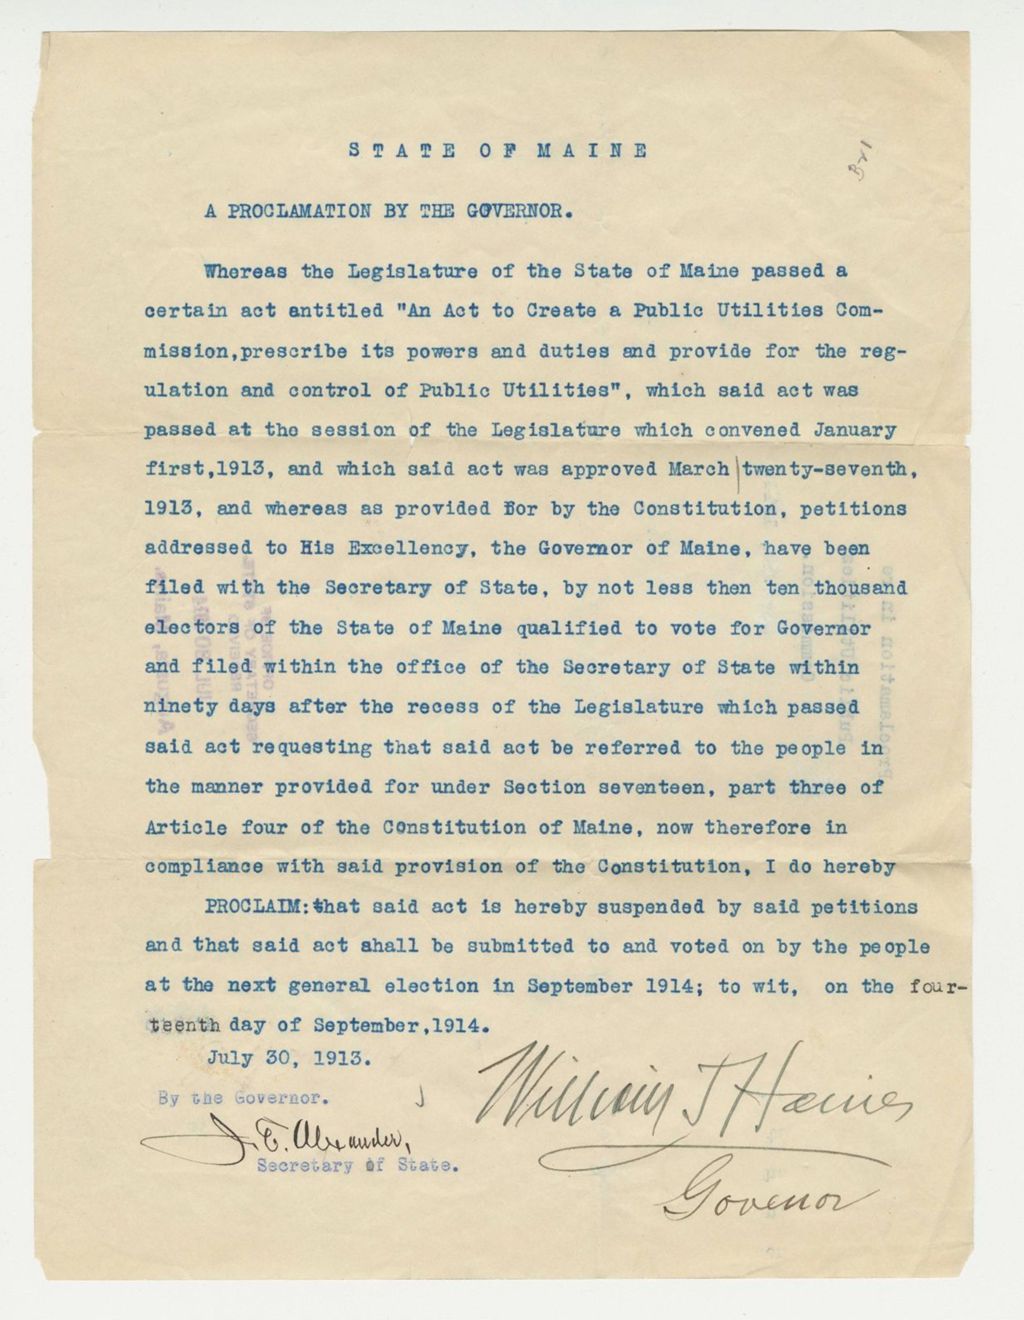 STATE OF MAINE
A PROCLAMATION BY THE GOVERNOR.
Whereas the Legislature of the State of Maine passed a
certain act entitled "An Act to Create a Public Utilities Com-
mission,prescribe its powers and duties and provide for the reg-
ulation and control of Public Utilities", which said act was
passed at the session of the Legislature which convened January
first,1913, and which said act was approved March twenty-seventh,
1913, and whereas as provided for by the Constitution, petitions
addressed to His Excellency, the Governor of Maine, have been
filed with the Secretary of State, by not less then ten thousand
electors of the State of Maine qualified to vote for Governor
and filed within the office of the Secretary of State within
ninety days after the recess of the Legislature which passed
said act requesting that said act be referred to the people in
the manner provided for under Section seventeen, part three of
Article four of the Constitution of Maine, now therefore in
compliance with said provision of the Constitution, I do hereby
PROCLAIM:that said act is hereby suspended by said petitions
and that said act shall be submitted to and voted on by the people
at the next general election in September 1914; to wit, on the four-
teenth day of September,1914.
July 30, 1913.
By the Governor.
William T Haines
J. E. Alexander,
Secretary of State.
Governor